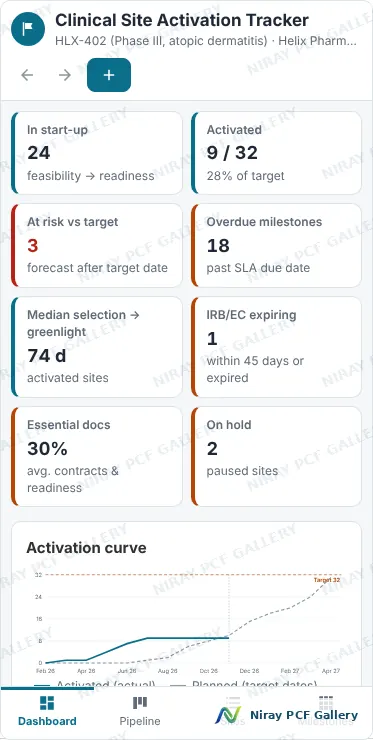 Clinical Site Activation Tracker
HLX-402 (Phase III, atopic dermatitis) · Helix Pharm...
In start-up
24
feasibility → readiness
Activated
9 / 32
28% of target
At risk vs target
3
forecast after target date
Overdue milestones
18
past SLA due date
Median selection →
greenlight
74 d
activated sites
IRB/EC expiring
1
within 45 days or
expired
Essential docs
30%
avg. contracts &
readiness
On hold
2
paused sites
Activation curve
32
Target 32
24
16
8
0
Feb 26 Apr 26 Jun 26 Aug 26 Oct 26 Dec 26 Feb 27 Apr 27
Activated (actual) Planned (target dates)
Dashboard
Pipeline
Milestones
Niray PCF Gallery
NIRAY PCF GALLERY